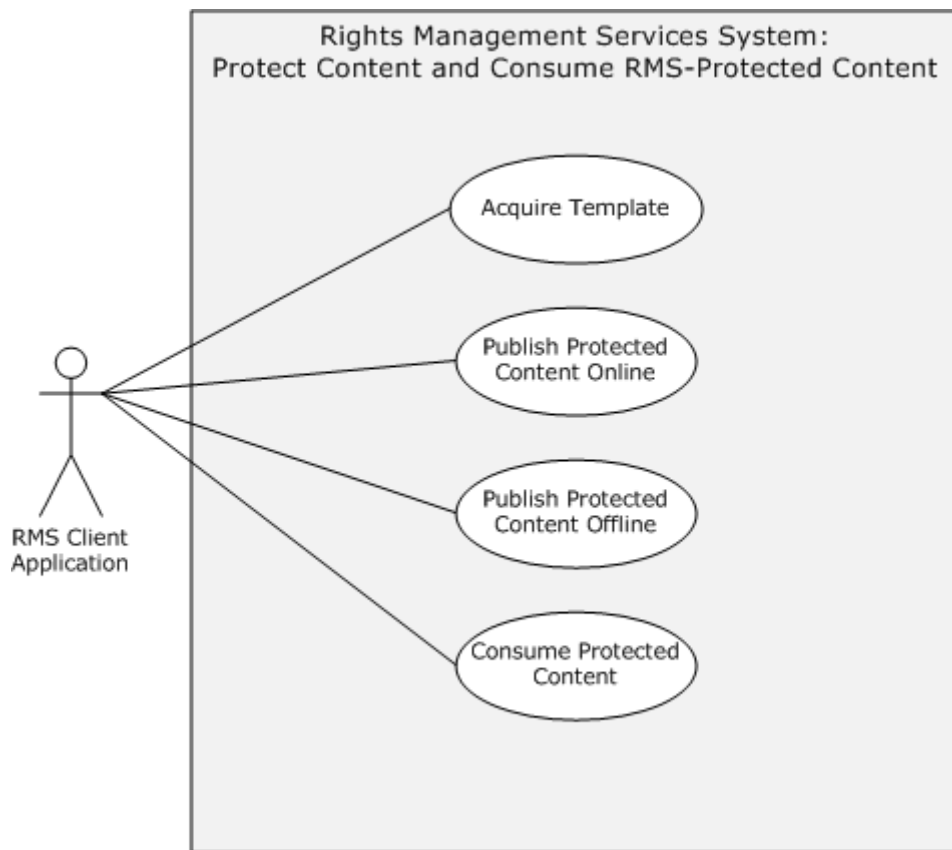 Rights Management Services System:
Protect Content and Consume RMS-Protected Content
Acquire Template
Publish Protected
Content Online
Publish Protected
Content Offline
RMS Client
Application
Consume Protected
Content